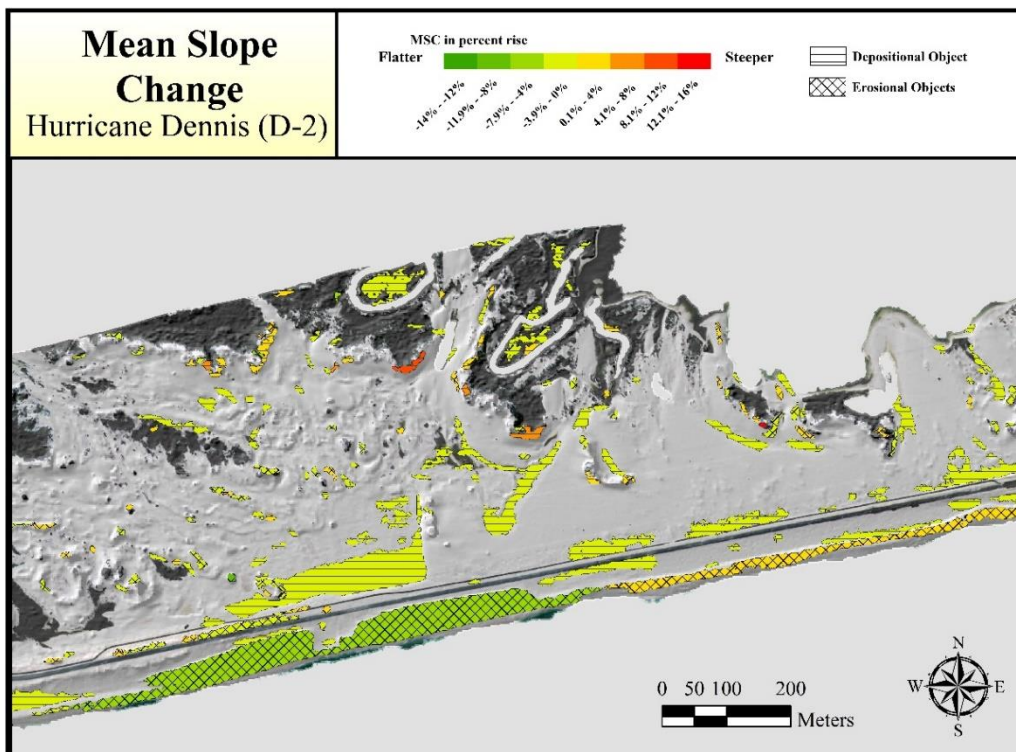 Mean Slope
Change
Hurricane Dennis (D-2)
MSC in percent rise
Flatter
Steeper
-14% - -12%
-11.9% - -8%
-7.9% - -4%
-3.9% - 0%
0.1% - 4%
4.1% - 8%
8.1% - 12%
12.1% - 16%
Depositional Object
Erosional Objects
0 50 100 200
Meters
N
W E
S